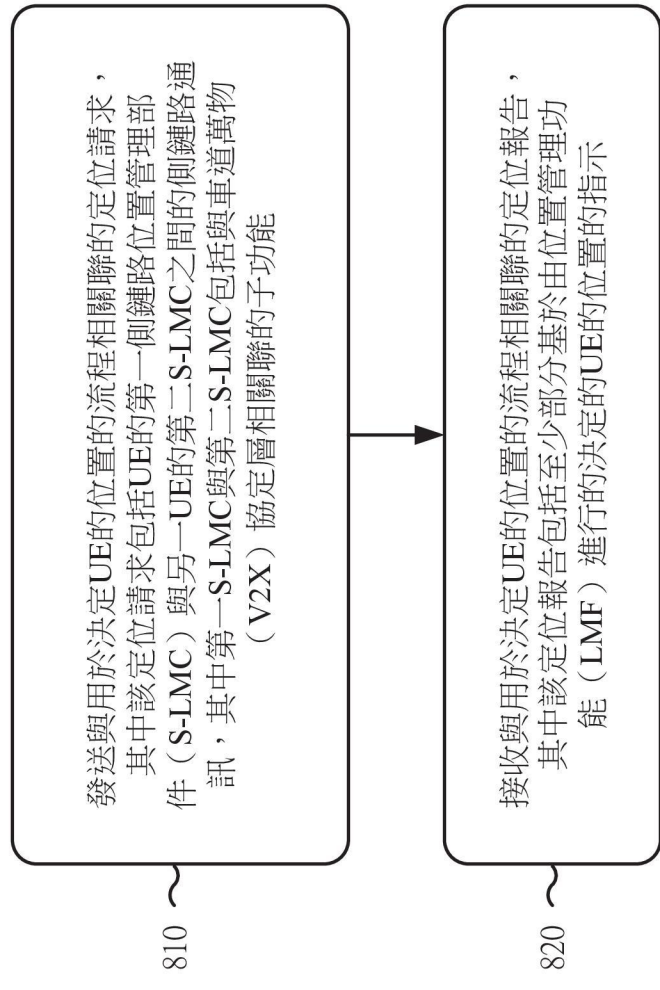 810
發送與用於決定UE的位置的流程相關聯的定位請求，
其中該定位請求包括UE的第一側鏈路位置管理部
件（S-LMC）與另一UE的第二S-LMC之間的側鏈路通
訊，其中第一S-LMC與第二S-LMC包括與車道萬物
（V2X）協定層相關聯的子功能
820
接收與用於決定UE的位置的流程相關聯的定位報告，
其中該定位報告包括至少部分基於由位置管理功
能（LMF）進行的決定的UE的位置的指示